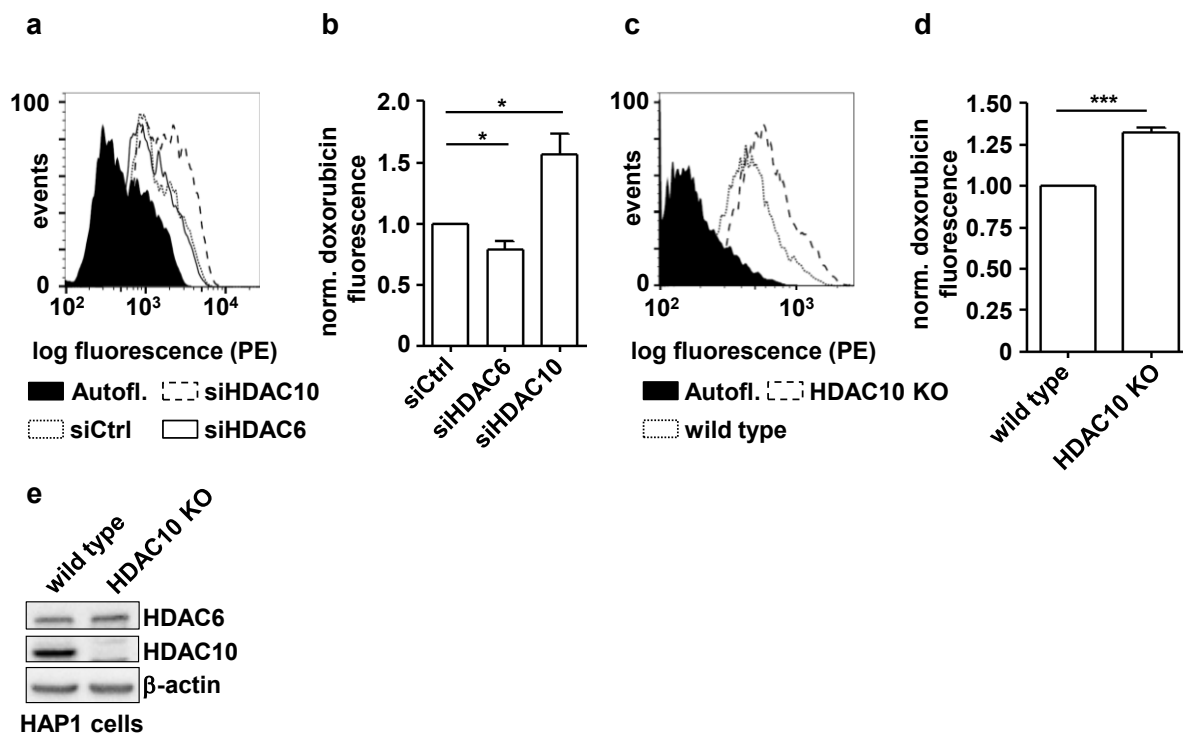 a
100
events
0
10²
10³
10⁴
log fluorescence (PE)
Autofl.
siHDAC10
siCtrl
siHDAC6
b
norm. doxorubicin
fluorescence
2.0
1.5
1.0
0.5
0
*
*
siCtrl
siHDAC6
siHDAC10
c
100
events
0
10²
10³
log fluorescence (PE)
Autofl.
HDAC10 KO
wild type
d
norm. doxorubicin
fluorescence
1.50
1.25
1.00
0.75
0.50
0.25
0
***
wild type
HDAC10 KO
e
wild type
HDAC10 KO
HDAC6
HDAC10
β-actin
HAP1 cells